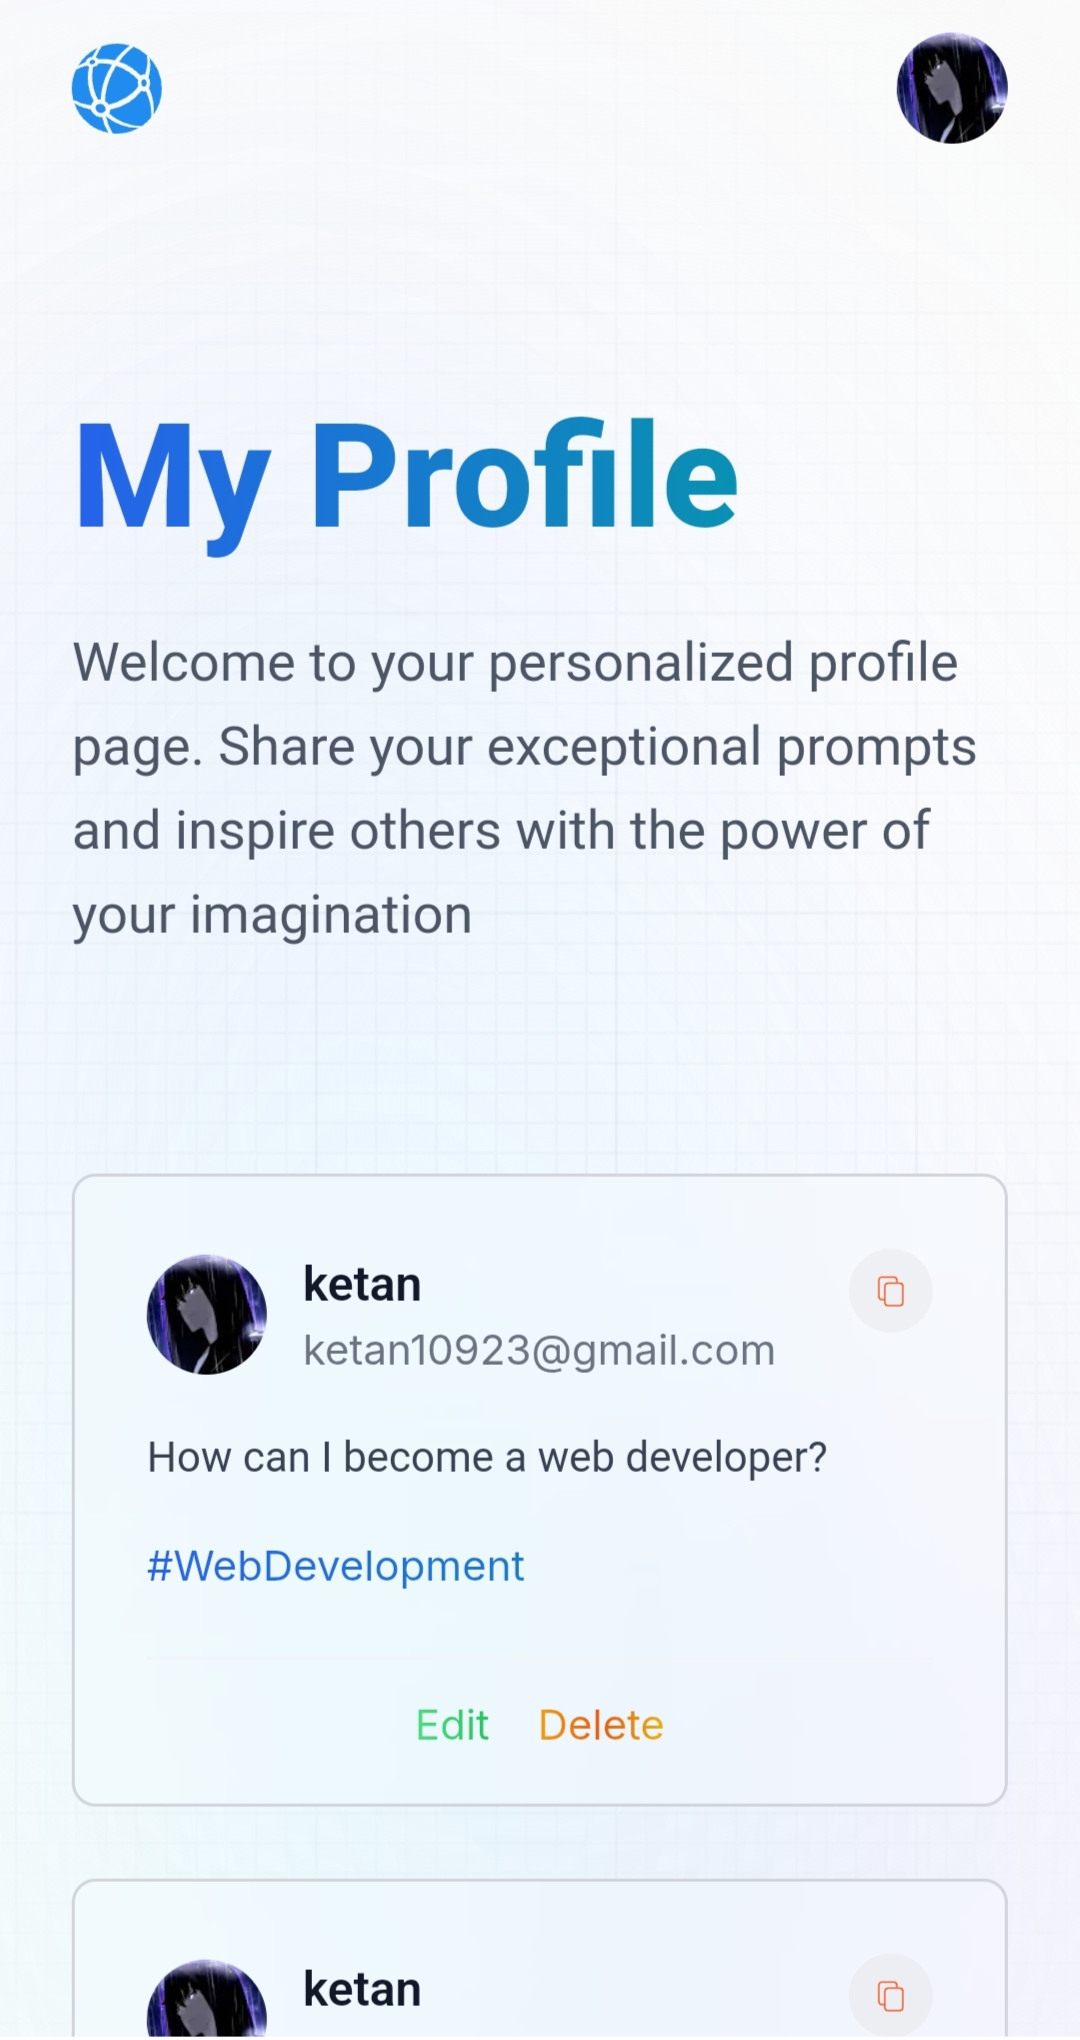 My Profile
Welcome to your personalized profile
page. Share your exceptional prompts
and inspire others with the power of
your imagination
ketan
ketan10923@gmail.com
How can I become a web developer?
#WebDevelopment
Edit Delete
ketan